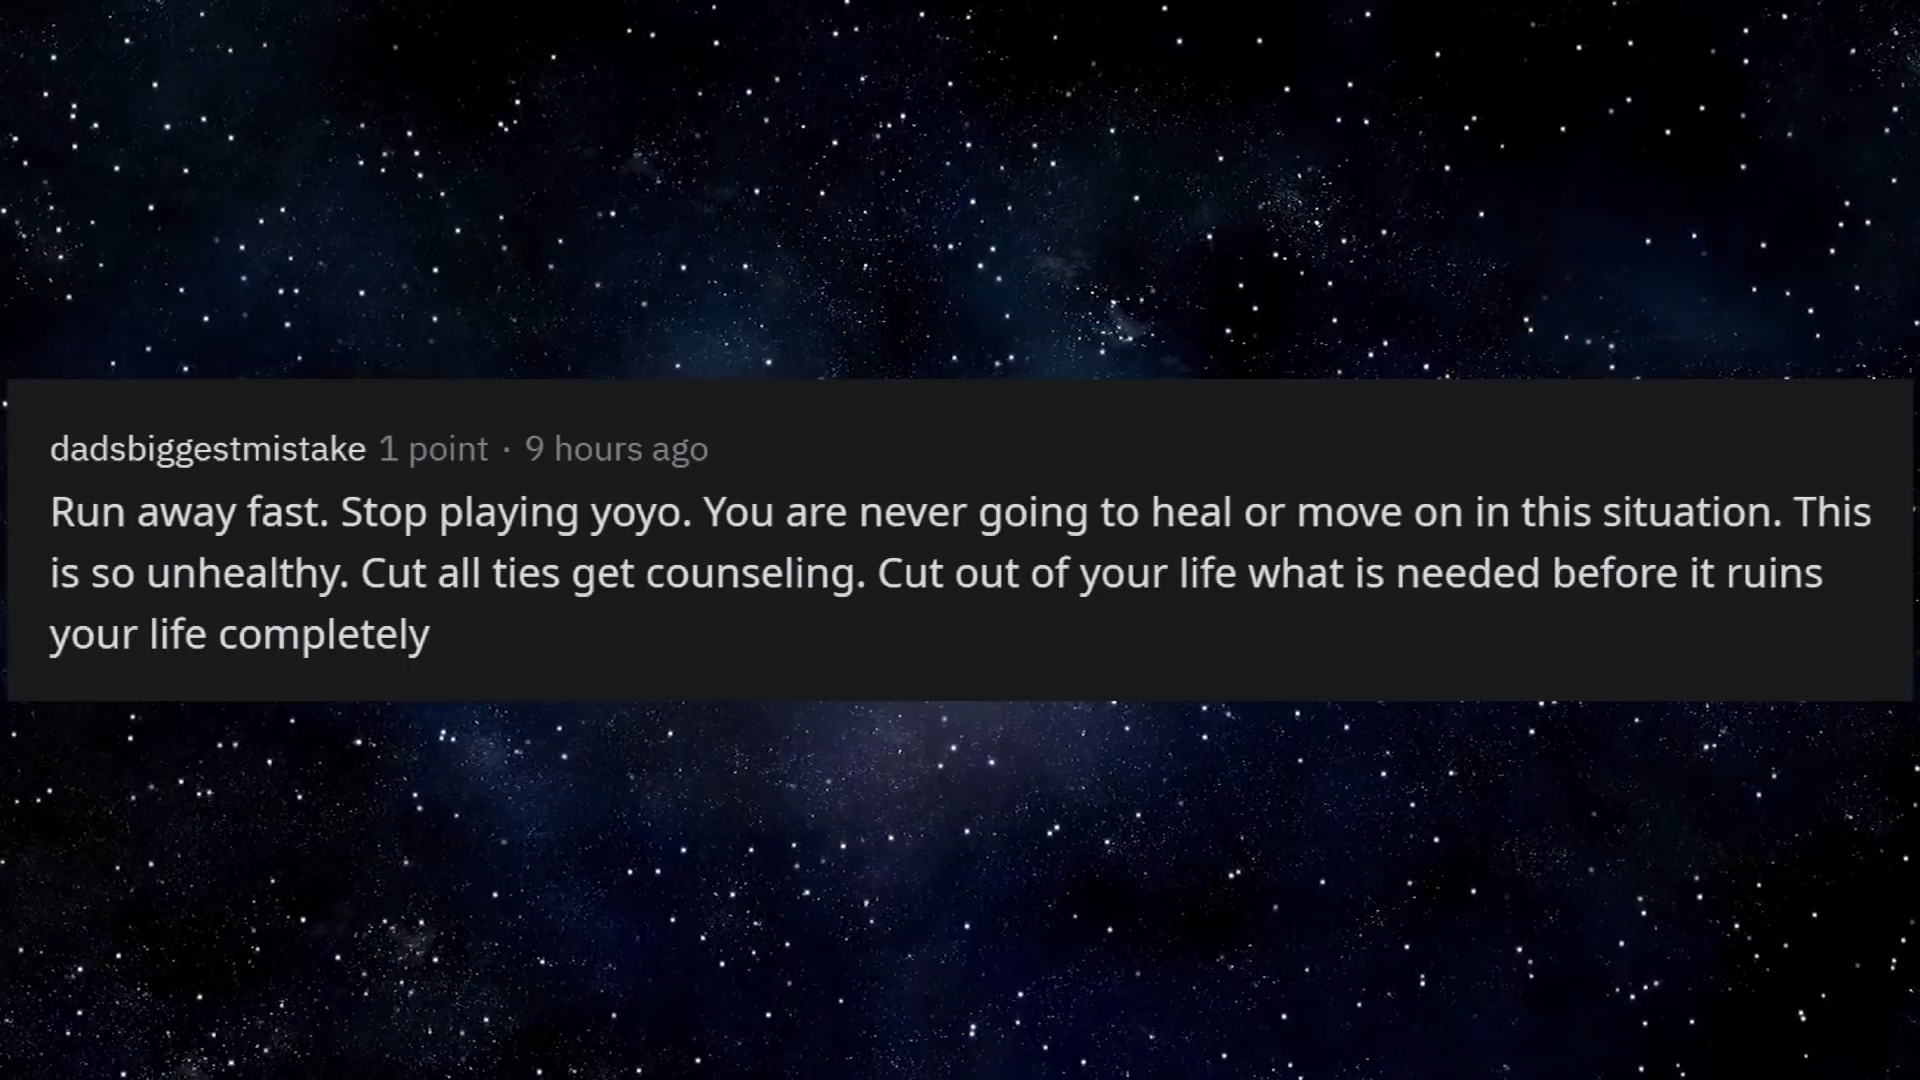 dadsbiggestmistake 1 point · 9 hours ago
Run away fast. Stop playing yoyo. You are never going to heal or move on in this situation. This
is so unhealthy. Cut all ties get counseling. Cut out of your life what is needed before it ruins
your life completely